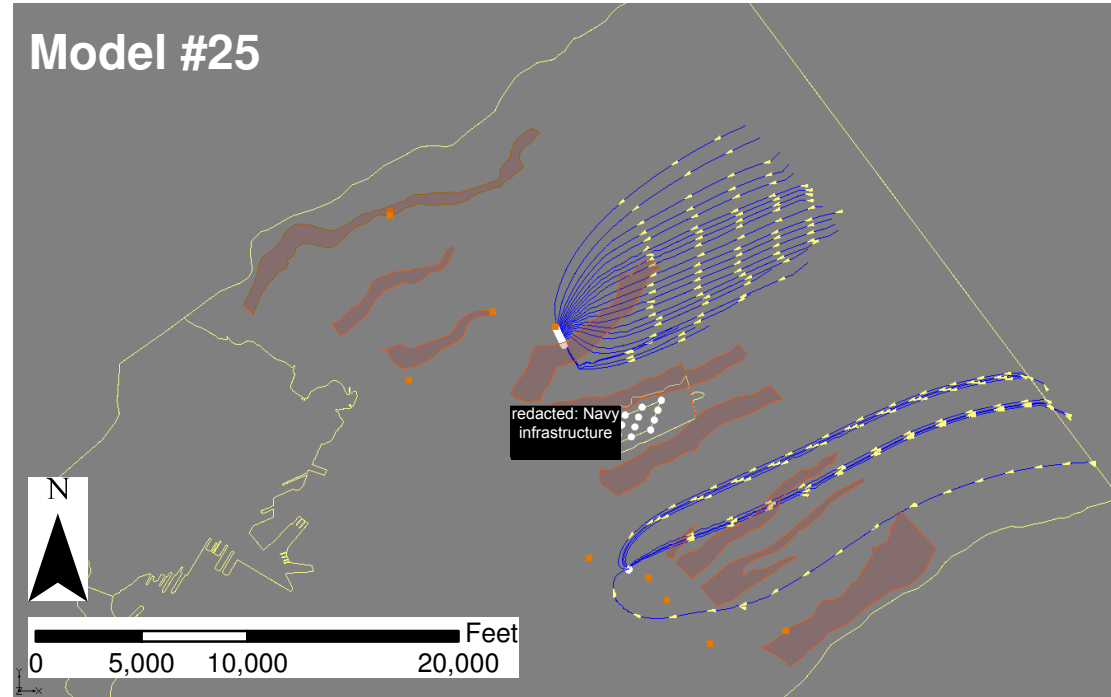 Model #25
redacted: Navy
infrastructure
N
Feet
0 5,000 10,000 20,000
Y
Z X